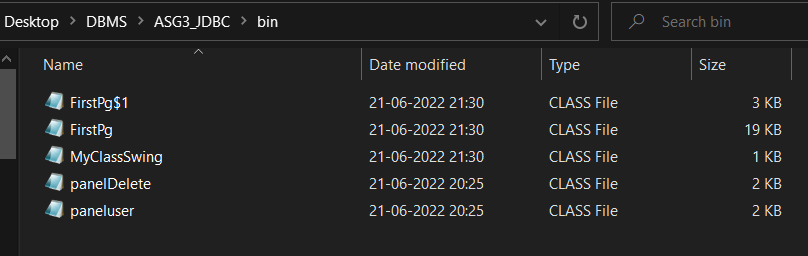 Desktop > DBMS > ASG3_JDBC > bin Search bin
Name Date modified Type Size
FirstPg$1 21-06-2022 21:30 CLASS File 3 KB
FirstPg 21-06-2022 21:30 CLASS File 19 KB
MyClassSwing 21-06-2022 21:30 CLASS File 1 KB
panelDelete 21-06-2022 20:25 CLASS File 2 KB
paneluser 21-06-2022 20:25 CLASS File 2 KB